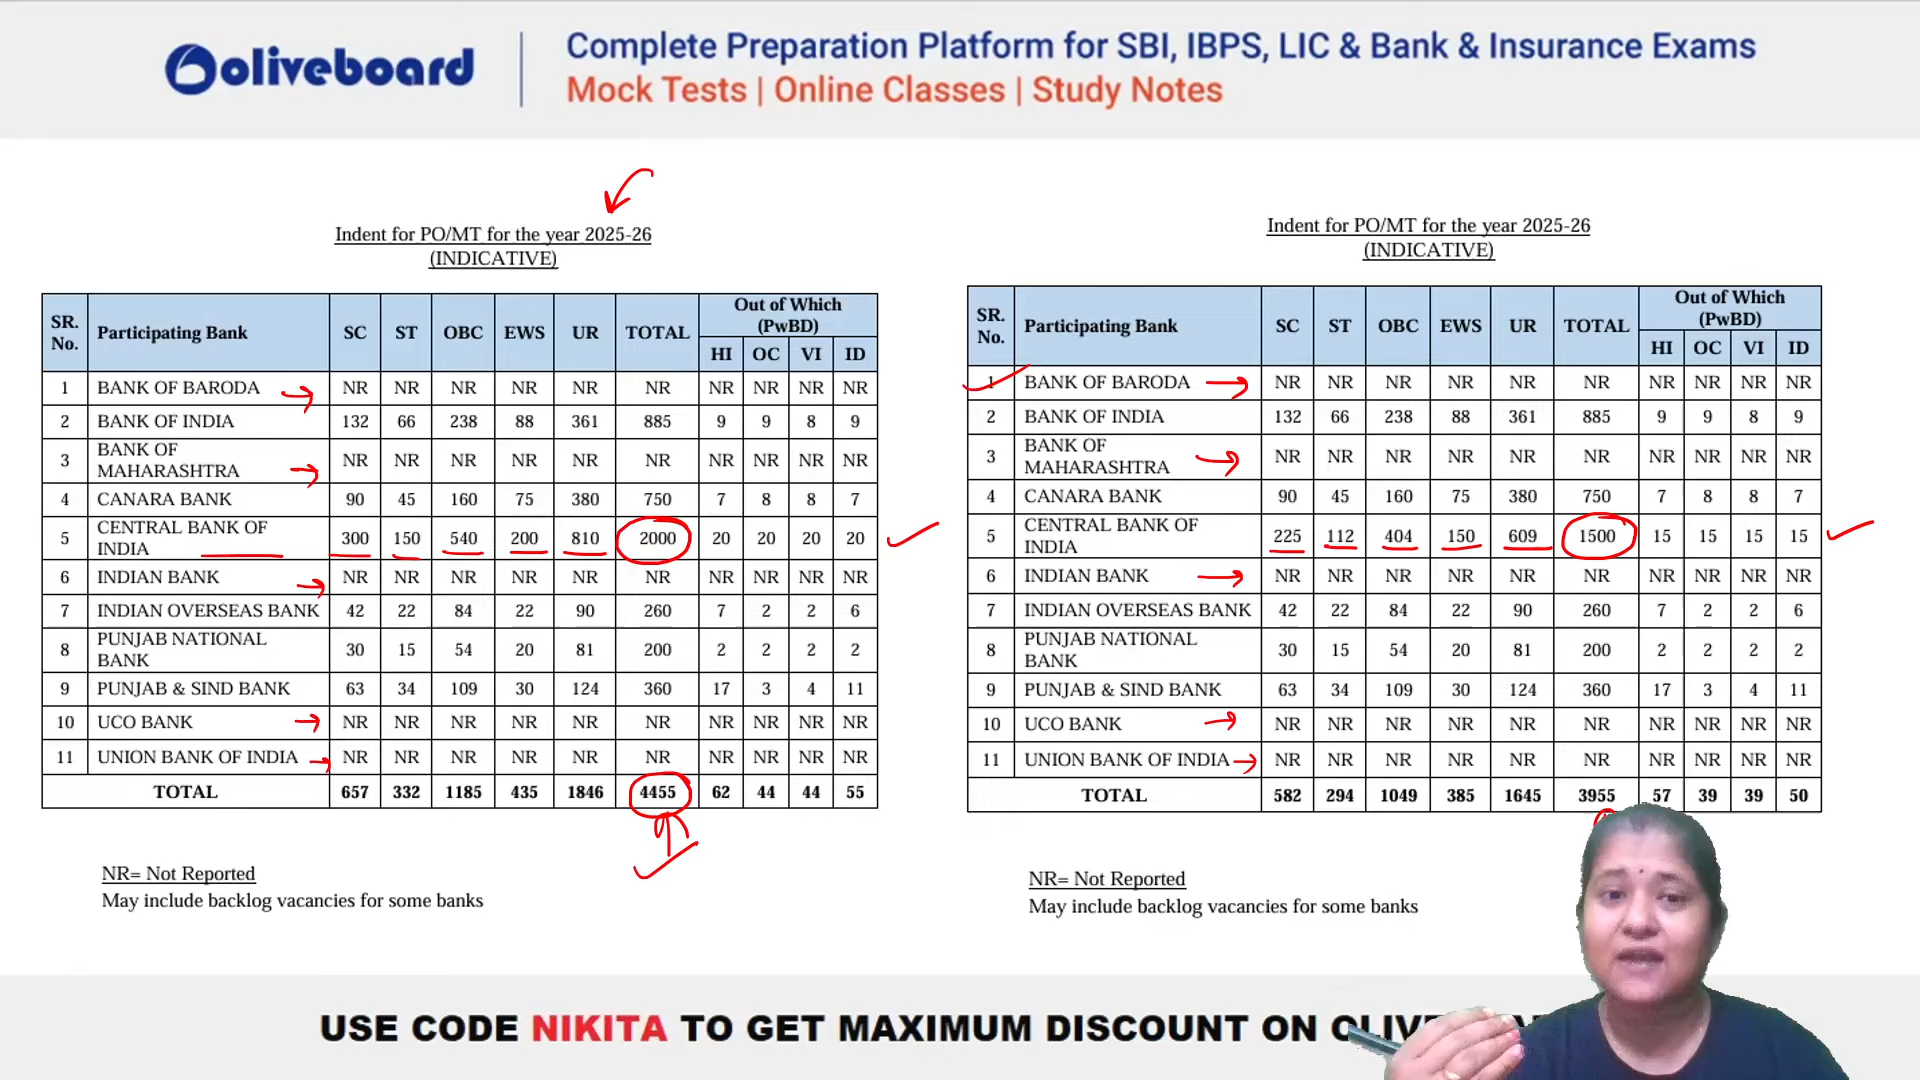 oliveboard
Complete Preparation Platform for SBI, IBPS, LIC & Bank & Insurance Exams
Mock Tests | Online Classes | Study Notes
Indent for PO/MT for the year 2025-26
(INDICATIVE)
SR. No. Participating Bank SC ST OBC EWS UR TOTAL Out of Which (PwBD)
HI OC VI ID
1 BANK OF BARODA NR NR NR NR NR NR NR NR NR NR
2 BANK OF INDIA 132 66 238 88 361 885 9 9 8 9
3 BANK OF MAHARASHTRA NR NR NR NR NR NR NR NR NR NR
4 CANARA BANK 90 45 160 75 380 750 7 8 8 7
5 CENTRAL BANK OF INDIA 300 150 540 200 810 2000 20 20 20 20
6 INDIAN BANK NR NR NR NR NR NR NR NR NR NR
7 INDIAN OVERSEAS BANK 42 22 84 22 90 260 7 2 2 6
8 PUNJAB NATIONAL BANK 30 15 54 20 81 200 2 2 2 2
9 PUNJAB & SIND BANK 63 34 109 30 124 360 17 3 4 11
10 UCO BANK NR NR NR NR NR NR NR NR NR NR
11 UNION BANK OF INDIA NR NR NR NR NR NR NR NR NR NR
TOTAL 657 332 1185 435 1846 4455 62 44 44 55
NR= Not Reported
May include backlog vacancies for some banks
Indent for PO/MT for the year 2025-26
(INDICATIVE)
SR. No. Participating Bank SC ST OBC EWS UR TOTAL Out of Which (PwBD)
HI OC VI ID
1 BANK OF BARODA NR NR NR NR NR NR NR NR NR NR
2 BANK OF INDIA 132 66 238 88 361 885 9 9 8 9
3 BANK OF MAHARASHTRA NR NR NR NR NR NR NR NR NR NR
4 CANARA BANK 90 45 160 75 380 750 7 8 8 7
5 CENTRAL BANK OF INDIA 225 112 404 150 609 1500 15 15 15 15
6 INDIAN BANK NR NR NR NR NR NR NR NR NR NR
7 INDIAN OVERSEAS BANK 42 22 84 22 90 260 7 2 2 6
8 PUNJAB NATIONAL BANK 30 15 54 20 81 200 2 2 2 2
9 PUNJAB & SIND BANK 63 34 109 30 124 360 17 3 4 11
10 UCO BANK NR NR NR NR NR NR NR NR NR NR
11 UNION BANK OF INDIA NR NR NR NR NR NR NR NR NR NR
TOTAL 582 294 1049 385 1645 3955 57 39 39 50
NR= Not Reported
May include backlog vacancies for some banks
USE CODE NIKITA TO GET MAXIMUM DISCOUNT ON